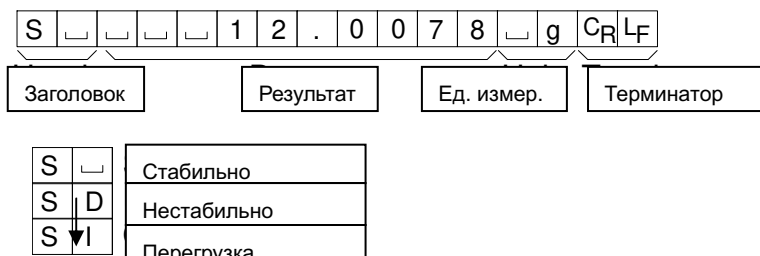 S ⎵ ⎵ ⎵ ⎵ 1 2 . 0 0 7 8 ⎵ g CR LF
Заголовок Результат Ед. измер. Терминатор
S ⎵ Стабильно
S D Нестабильно
S I Перегрузка